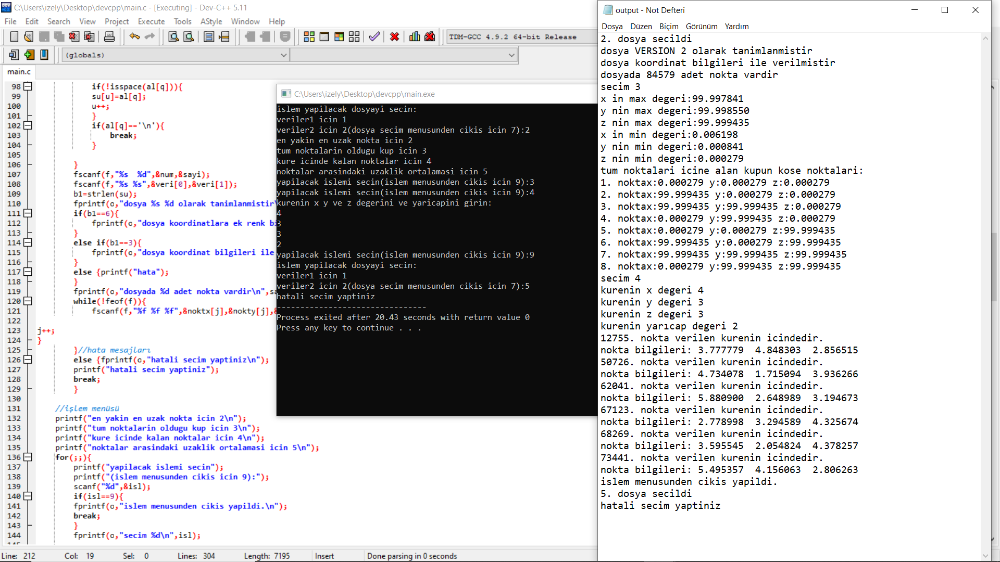 C:\Users\izely\Desktop\devcpp\main.c - [Executing] - Dev-C++ 5.11
File Edit Search View Project Execute Tools AStyle Window Help
TDM-GCC 4.9.2 64-bit Release
(globals)
main.c
98 if(!isspace(al[q])){
99 su[u]=al[q];
100 u++;
101 }
102 if(al[q]=='\n'){
103 break;
104 }
105
106 }
107 fscanf(f,"%s  %d",&num,&sayi);
108 fscanf(f,"%s %s",&veri[0],&veri[1]);
109 b1=strlen(su);
110 fprintf(o,"dosya %s %d olarak tanimlanmistir\
111 if(b1==6){
112 fprintf(o,"dosya koordinatlara ek renk bi
113 }
114 else if(b1==3){
115 fprintf(o,"dosya koordinat bilgileri ile
116 }
117 else {printf("hata");
118 }
119 fprintf(o,"dosyada %d adet nokta vardir\n",sa
120 while(!feof(f)){
121 fscanf(f,"%f %f %f",&noktx[j],&nokty[j],&
122
123 j++;
124 }
125 }//hata mesajları
126 else {fprintf(o,"hatali secim yaptiniz\n");
127 printf("hatali secim yaptiniz");
128 break;
129 }
130
131 //işlem menüsü
132 printf("en yakin en uzak nokta icin 2\n");
133 printf("tum noktalarin oldugu kup icin 3\n");
134 printf("kure icinde kalan noktalar icin 4\n");
135 printf("noktalar arasindaki uzaklik ortalamasi icin 5\n");
136 for(;;){
137 printf("yapilacak islemi secin");
138 printf("(islem menusunden cikis icin 9):");
139 scanf("%d",&isl);
140 if(isl==9){
141 fprintf(o,"islem menusunden cikis yapildi.\n");
142 break;
143 }
144 fprintf(o,"secim %d\n",isl);
Line: 212 Col: 19 Sel: 0 Lines: 304 Length: 7195 Insert Done parsing in 0 seconds
C:\Users\izely\Desktop\devcpp\main.exe
islem yapilacak dosyayi secin:
veriler1 icin 1
veriler2 icin 2(dosya secim menusunden cikis icin 7):2
en yakin en uzak nokta icin 2
tum noktalarin oldugu kup icin 3
kure icinde kalan noktalar icin 4
noktalar arasindaki uzaklik ortalamasi icin 5
yapilacak islemi secin(islem menusunden cikis icin 9):3
yapilacak islemi secin(islem menusunden cikis icin 9):4
kurenin x y ve z degerini ve yaricapini girin:
4
3
3
2
yapilacak islemi secin(islem menusunden cikis icin 9):9
islem yapilacak dosyayi secin:
veriler1 icin 1
veriler2 icin 2(dosya secim menusunden cikis icin 7):5
hatali secim yaptiniz
--------------------------------
Process exited after 20.43 seconds with return value 0
Press any key to continue . . .
output - Not Defteri
Dosya Düzen Biçim Görünüm Yardım
2. dosya secildi
dosya VERSION 2 olarak tanimlanmistir
dosya koordinat bilgileri ile verilmistir
dosyada 84579 adet nokta vardir
secim 3
x in max degeri:99.997841
y nin max degeri:99.998550
z nin max degeri:99.999435
x in min degeri:0.006198
y nin min degeri:0.000841
z nin min degeri:0.000279
tum noktalari icine alan kupun kose noktalari:
1. noktax:0.000279 y:0.000279 z:0.000279
2. noktax:99.999435 y:0.000279 z:0.000279
3. noktax:99.999435 y:99.999435 z:0.000279
4. noktax:0.000279 y:99.999435 z:0.000279
5. noktax:0.000279 y:0.000279 z:99.999435
6. noktax:99.999435 y:0.000279 z:99.999435
7. noktax:99.999435 y:99.999435 z:99.999435
8. noktax:0.000279 y:99.999435 z:99.999435
secim 4
kurenin x degeri 4
kurenin y degeri 3
kurenin z degeri 3
kurenin yarıcap degeri 2
12755. nokta verilen kurenin icindedir.
nokta bilgileri: 3.777779  4.848303  2.856515
50726. nokta verilen kurenin icindedir.
nokta bilgileri: 4.734078  1.715094  3.936266
62041. nokta verilen kurenin icindedir.
nokta bilgileri: 5.880900  2.648989  3.194673
67123. nokta verilen kurenin icindedir.
nokta bilgileri: 2.778998  3.294589  4.325674
68269. nokta verilen kurenin icindedir.
nokta bilgileri: 3.595545  2.054824  4.378257
73441. nokta verilen kurenin icindedir.
nokta bilgileri: 5.495357  4.156063  2.806263
islem menusunden cikis yapildi.
5. dosya secildi
hatali secim yaptiniz